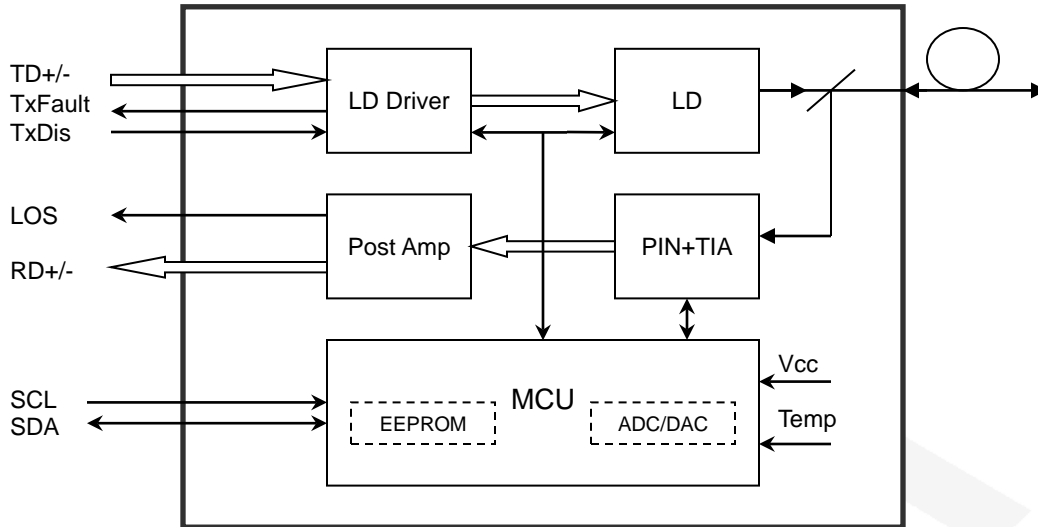 TD+/-
TxFault
TxDis
LD Driver
LD
LOS
RD+/-
Post Amp
PIN+TIA
SCL
SDA
MCU
EEPROM
ADC/DAC
Vcc
Temp